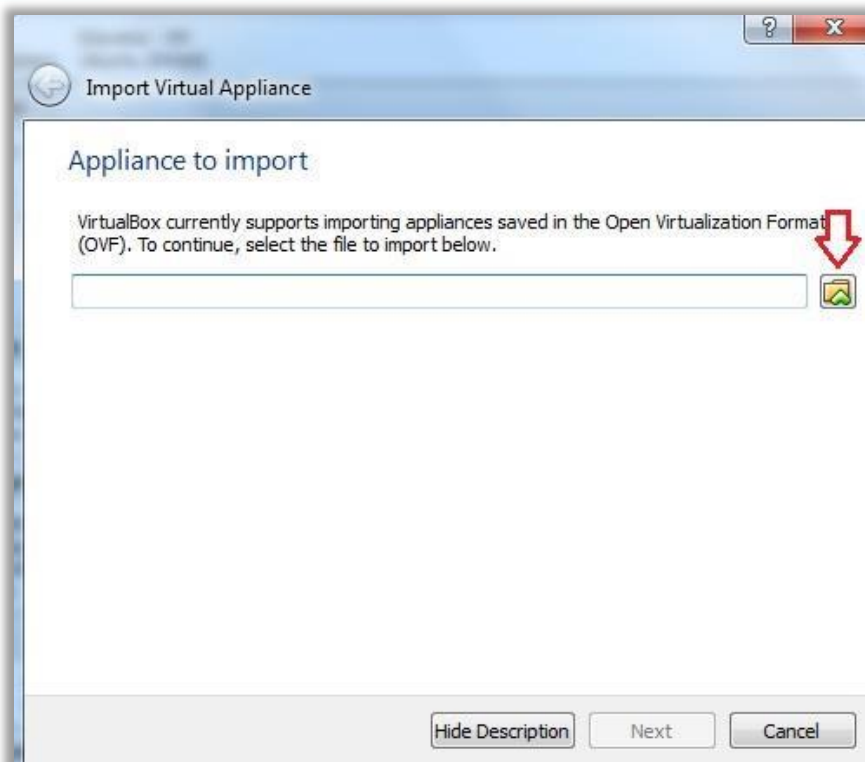 Import Virtual Appliance
Appliance to import
VirtualBox currently supports importing appliances saved in the Open Virtualization Format
(OVF). To continue, select the file to import below.
Hide Description Next Cancel